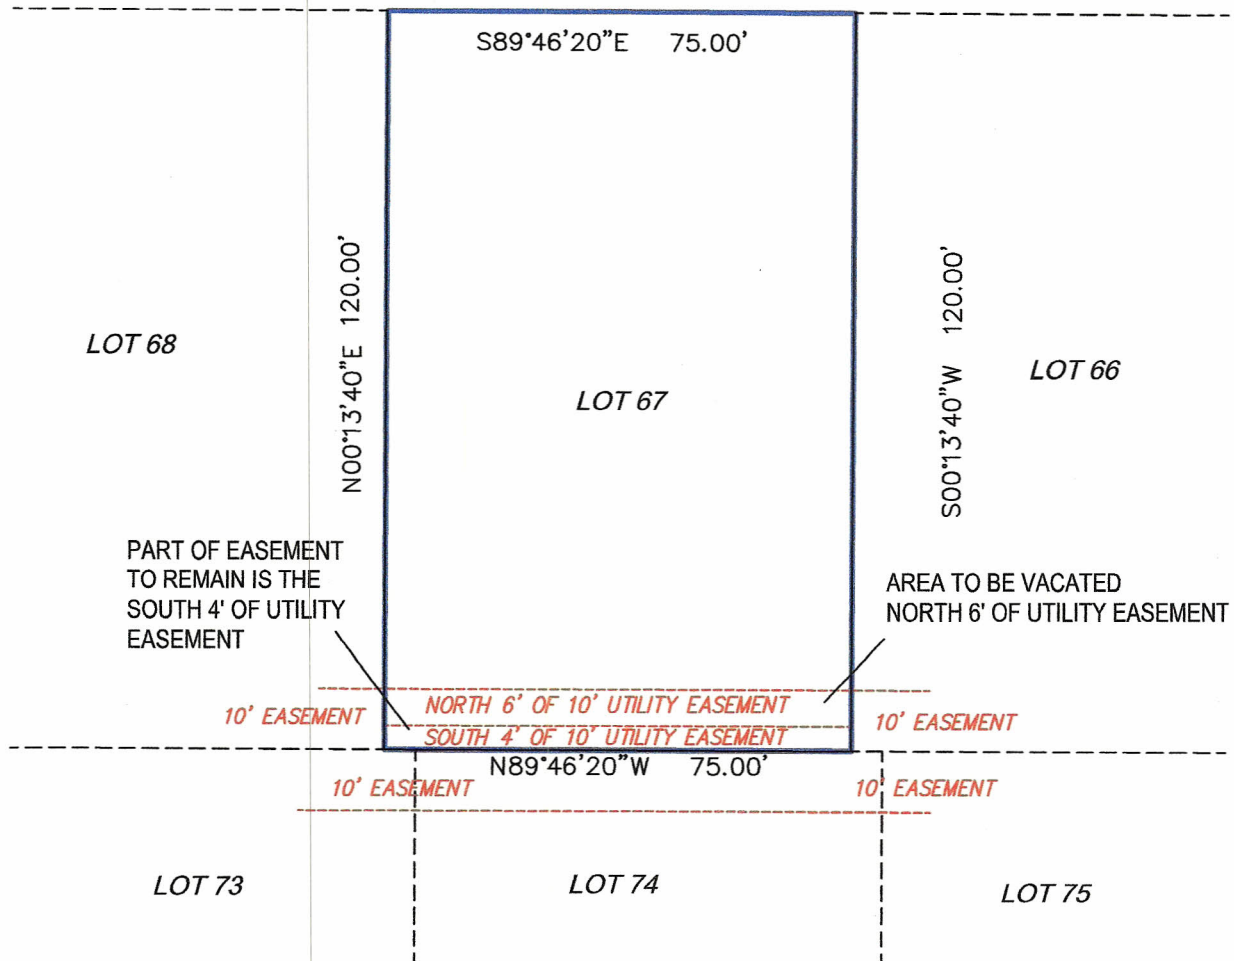 S89°46'20"E 75.00'
N00°13'40"E 120.00'
S00°13'40"W 120.00'
LOT 68
LOT 67
LOT 66
PART OF EASEMENT
TO REMAIN IS THE
SOUTH 4' OF UTILITY
EASEMENT
AREA TO BE VACATED
NORTH 6' OF UTILITY EASEMENT
10' EASEMENT
NORTH 6' OF 10' UTILITY EASEMENT
10' EASEMENT
SOUTH 4' OF 10' UTILITY EASEMENT
N89°46'20"W 75.00'
10' EASEMENT
10' EASEMENT
LOT 73
LOT 74
LOT 75